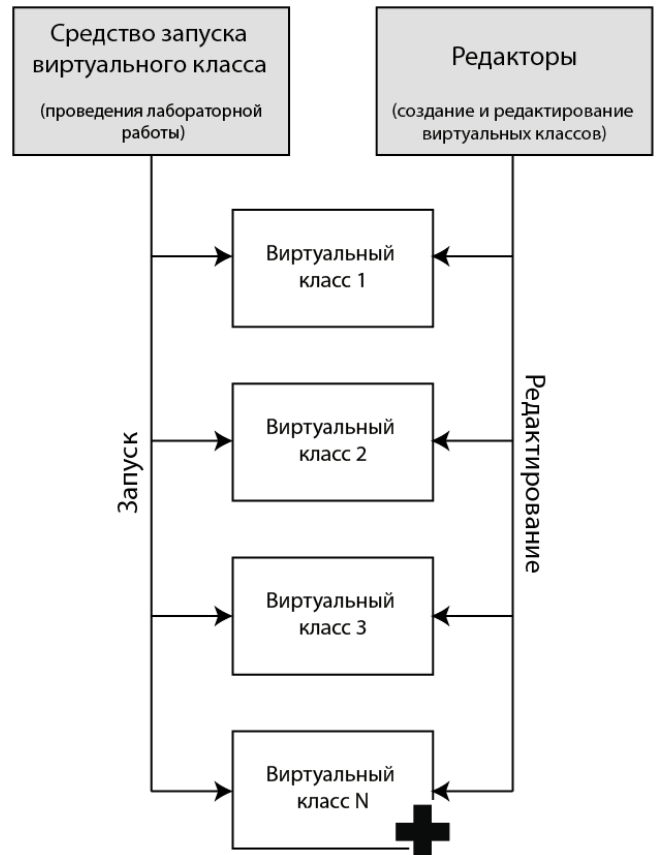 Средство запуска
виртуального класса
(проведения лабораторной
работы)
Редакторы
(создание и редактирование
виртуальных классов)
Виртуальный
класс 1
Виртуальный
класс 2
Виртуальный
класс 3
Виртуальный
класс N
Запуск
Редактирование